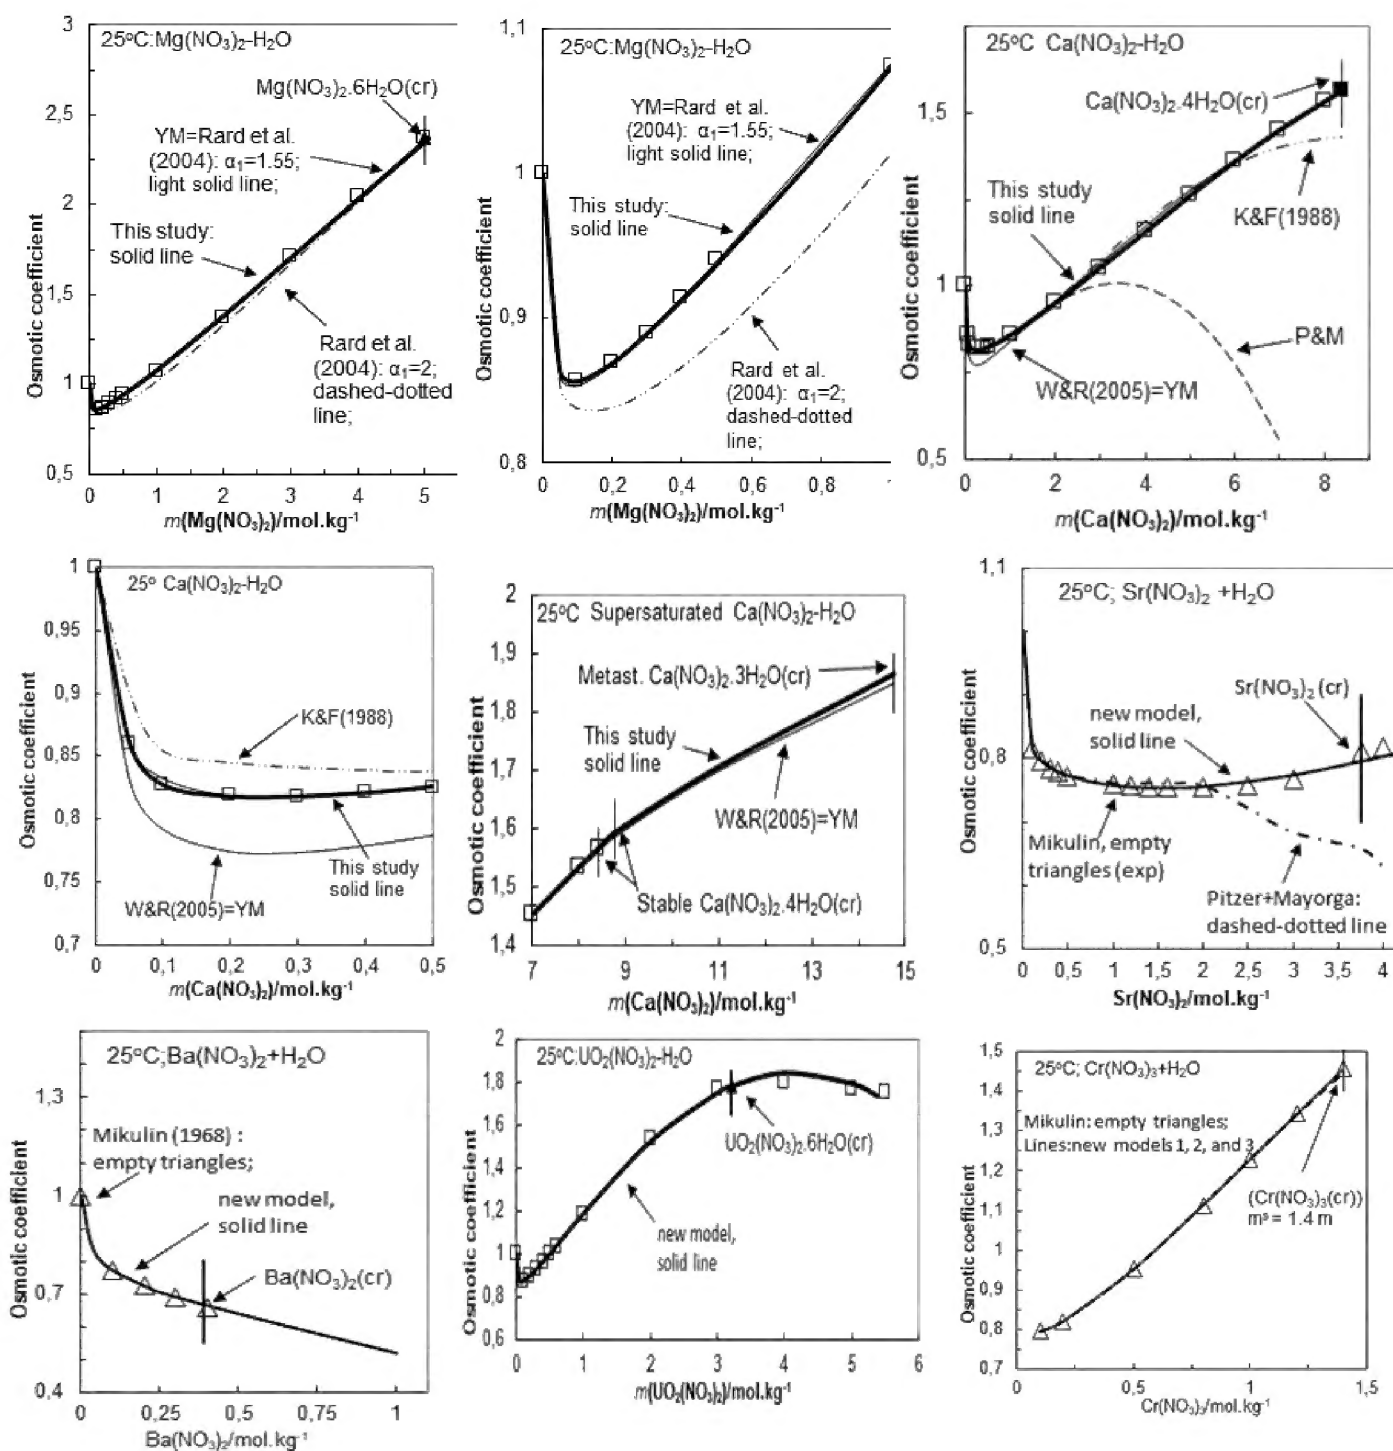 25°C:Mg(NO₃)₂-H₂O
Mg(NO₃)₂.6H₂O(cr)
YM=Rard et al.
(2004): α₁=1.55;
light solid line;
This study:
solid line
Rard et al.
(2004): α₁=2;
dashed-dotted
line;
Osmotic coefficient
3
2,5
2
1,5
1
0,5
0 1 2 3 4 5
m(Mg(NO₃)₂)/mol.kg⁻¹
25°C:Mg(NO₃)₂-H₂O
YM=Rard et al.
(2004): α₁=1.55;
light solid line;
This study:
solid line
Rard et al.
(2004): α₁=2;
dashed-dotted
line;
Osmotic coefficient
1,1
1
0,9
0,8
0 0,2 0,4 0,6 0,8
m(Mg(NO₃)₂)/mol.kg⁻¹
25°C Ca(NO₃)₂-H₂O
Ca(NO₃)₂.4H₂O(cr)
This study
solid line
K&F(1988)
P&M
W&R(2005)=YM
Osmotic coefficient
1,5
1
0,5
0 2 4 6 8
m(Ca(NO₃)₂)/mol.kg⁻¹
25° Ca(NO₃)₂-H₂O
K&F(1988)
This study
solid line
W&R(2005)=YM
Osmotic coefficient
1
0,95
0,9
0,85
0,8
0,75
0,7
0 0,1 0,2 0,3 0,4 0,5
m(Ca(NO₃)₂)/mol.kg⁻¹
25°C Supersaturated Ca(NO₃)₂-H₂O
Metast. Ca(NO₃)₂.3H₂O(cr)
This study
solid line
W&R(2005)=YM
Stable Ca(NO₃)₂.4H₂O(cr)
Osmotic coefficient
2
1,9
1,8
1,7
1,6
1,5
1,4
7 9 11 13 15
m(Ca(NO₃)₂)/mol.kg⁻¹
25°C; Sr(NO₃)₂ +H₂O
Sr(NO₃)₂(cr)
new model,
solid line
Mikulin, empty
triangles (exp)
Pitzer+Mayorga:
dashed-dotted line
Osmotic coefficient
1,1
0,8
0,5
0 0,5 1 1,5 2 2,5 3 3,5 4
Sr(NO₃)₂/mol.kg⁻¹
25°C;Ba(NO₃)₂+H₂O
Mikulin (1968) :
empty triangles;
new model,
solid line
Ba(NO₃)₂(cr)
Osmotic coefficient
1,3
1
0,7
0,4
0 0,25 0,5 0,75 1
Ba(NO₃)₂/mol.kg⁻¹
25°C:UO₂(NO₃)₂-H₂O
UO₂(NO₃)₂.6H₂O(cr)
new model,
solid line
Osmotic coefficient
2
1,8
1,6
1,4
1,2
1
0,8
0,6
0 1 2 3 4 5 6
m(UO₂(NO₃)₂)/mol.kg⁻¹
25°C; Cr(NO₃)₃+H₂O
Mikulin: empty triangles;
Lines:new models 1, 2, and 3
(Cr(NO₃)₃(cr))
mˢ = 1.4 m
Osmotic coefficient
1,5
1,4
1,3
1,2
1,1
1
0,9
0,8
0,7
0 0,5 1 1,5
Cr(NO₃)₃/mol.kg⁻¹